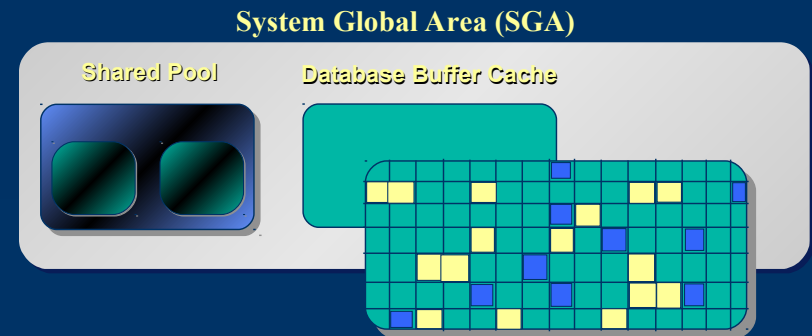 System Global Area (SGA)
Shared Pool
Database Buffer Cache